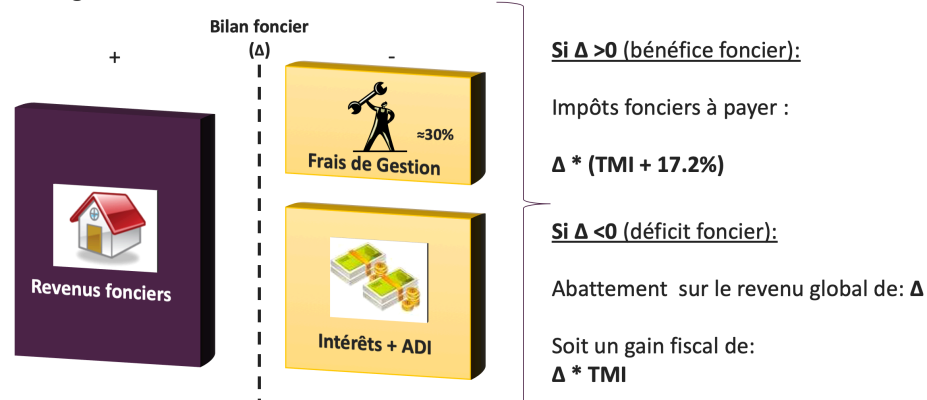 Bilan foncier
(Δ)
+
-
≈30%
Frais de Gestion
Revenus fonciers
Intérêts + ADI
Si Δ >0 (bénéfice foncier):
Impôts fonciers à payer :
Δ * (TMI + 17.2%)
Si Δ <0 (déficit foncier):
Abattement sur le revenu global de: Δ
Soit un gain fiscal de:
Δ * TMI